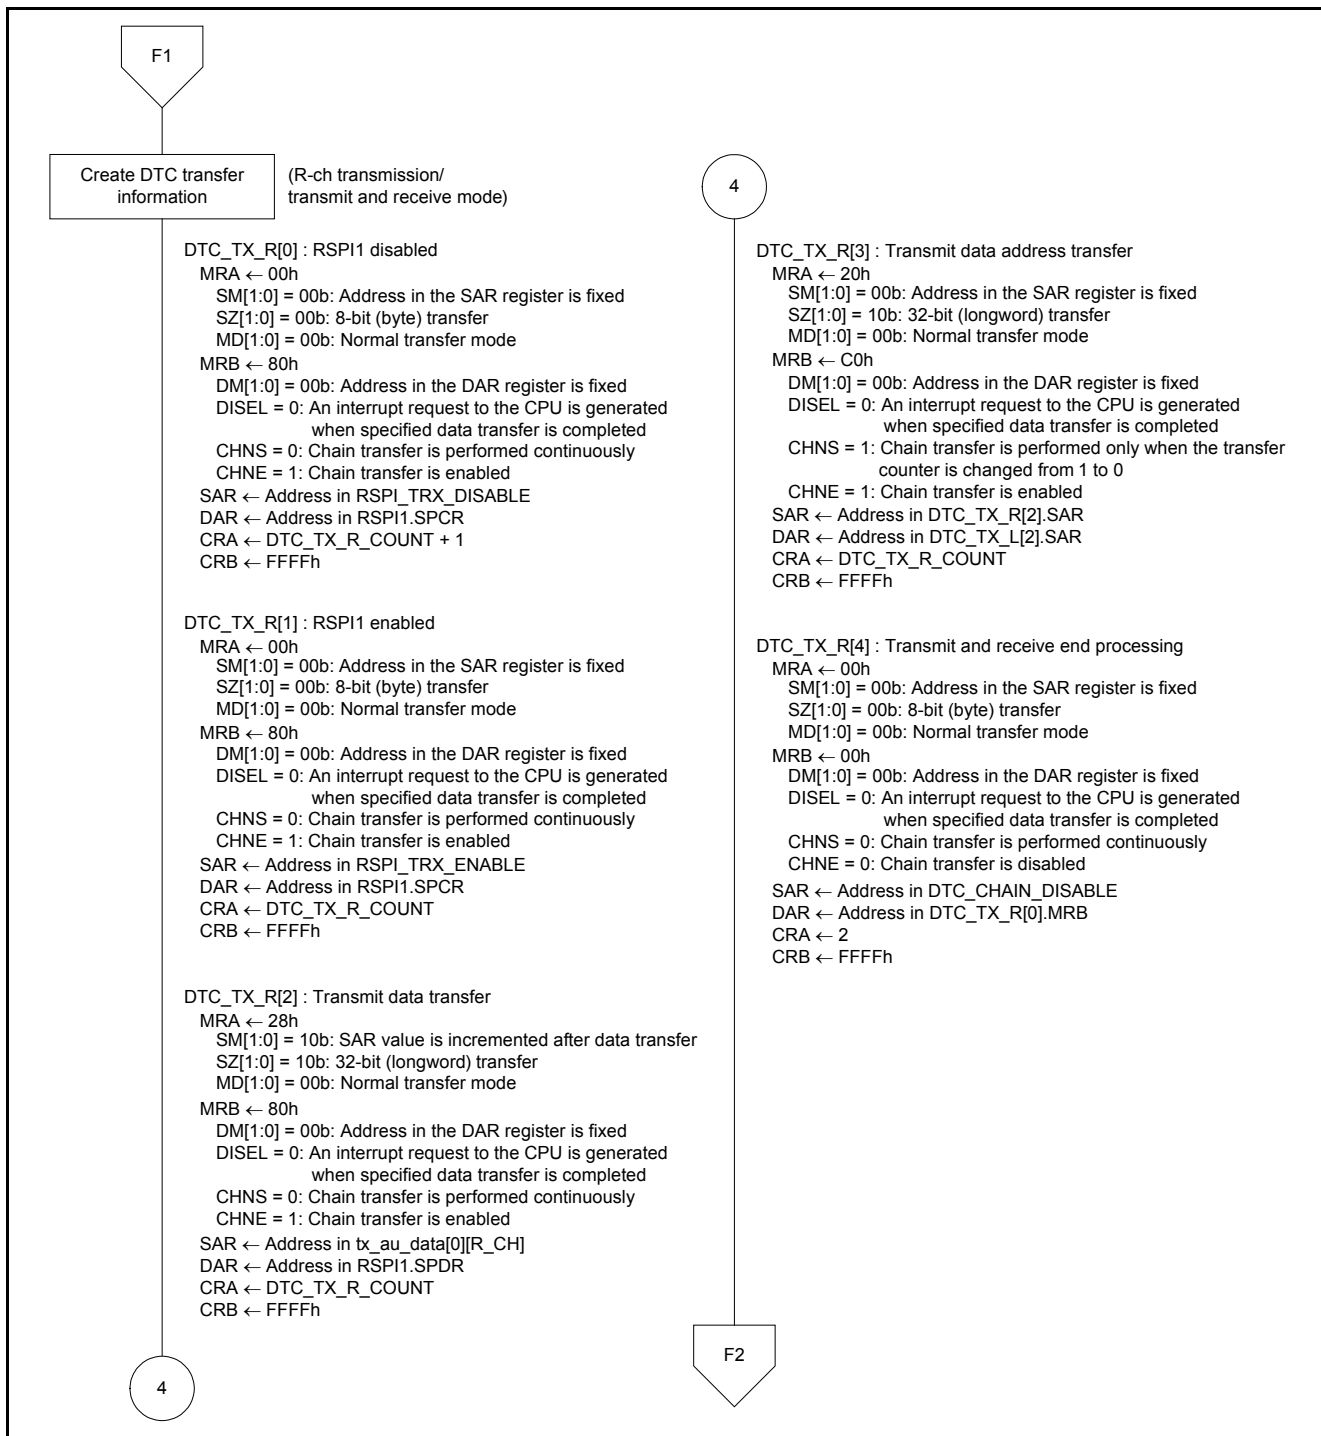 F1
Create DTC transfer
information
(R-ch transmission/
transmit and receive mode)
DTC_TX_R[0] : RSPI1 disabled
MRA ← 00h
SM[1:0] = 00b: Address in the SAR register is fixed
SZ[1:0] = 00b: 8-bit (byte) transfer
MD[1:0] = 00b: Normal transfer mode
MRB ← 80h
DM[1:0] = 00b: Address in the DAR register is fixed
DISEL = 0: An interrupt request to the CPU is generated
when specified data transfer is completed
CHNS = 0: Chain transfer is performed continuously
CHNE = 1: Chain transfer is enabled
SAR ← Address in RSPI_TRX_DISABLE
DAR ← Address in RSPI1.SPCR
CRA ← DTC_TX_R_COUNT + 1
CRB ← FFFFh
DTC_TX_R[1] : RSPI1 enabled
MRA ← 00h
SM[1:0] = 00b: Address in the SAR register is fixed
SZ[1:0] = 00b: 8-bit (byte) transfer
MD[1:0] = 00b: Normal transfer mode
MRB ← 80h
DM[1:0] = 00b: Address in the DAR register is fixed
DISEL = 0: An interrupt request to the CPU is generated
when specified data transfer is completed
CHNS = 0: Chain transfer is performed continuously
CHNE = 1: Chain transfer is enabled
SAR ← Address in RSPI_TRX_ENABLE
DAR ← Address in RSPI1.SPCR
CRA ← DTC_TX_R_COUNT
CRB ← FFFFh
DTC_TX_R[2] : Transmit data transfer
MRA ← 28h
SM[1:0] = 10b: SAR value is incremented after data transfer
SZ[1:0] = 10b: 32-bit (longword) transfer
MD[1:0] = 00b: Normal transfer mode
MRB ← 80h
DM[1:0] = 00b: Address in the DAR register is fixed
DISEL = 0: An interrupt request to the CPU is generated
when specified data transfer is completed
CHNS = 0: Chain transfer is performed continuously
CHNE = 1: Chain transfer is enabled
SAR ← Address in tx_au_data[0][R_CH]
DAR ← Address in RSPI1.SPDR
CRA ← DTC_TX_R_COUNT
CRB ← FFFFh
4
4
DTC_TX_R[3] : Transmit data address transfer
MRA ← 20h
SM[1:0] = 00b: Address in the SAR register is fixed
SZ[1:0] = 10b: 32-bit (longword) transfer
MD[1:0] = 00b: Normal transfer mode
MRB ← C0h
DM[1:0] = 00b: Address in the DAR register is fixed
DISEL = 0: An interrupt request to the CPU is generated
when specified data transfer is completed
CHNS = 1: Chain transfer is performed only when the transfer
counter is changed from 1 to 0
CHNE = 1: Chain transfer is enabled
SAR ← Address in DTC_TX_R[2].SAR
DAR ← Address in DTC_TX_L[2].SAR
CRA ← DTC_TX_R_COUNT
CRB ← FFFFh
DTC_TX_R[4] : Transmit and receive end processing
MRA ← 00h
SM[1:0] = 00b: Address in the SAR register is fixed
SZ[1:0] = 00b: 8-bit (byte) transfer
MD[1:0] = 00b: Normal transfer mode
MRB ← 00h
DM[1:0] = 00b: Address in the DAR register is fixed
DISEL = 0: An interrupt request to the CPU is generated
when specified data transfer is completed
CHNS = 0: Chain transfer is performed continuously
CHNE = 0: Chain transfer is disabled
SAR ← Address in DTC_CHAIN_DISABLE
DAR ← Address in DTC_TX_R[0].MRB
CRA ← 2
CRB ← FFFFh
F2